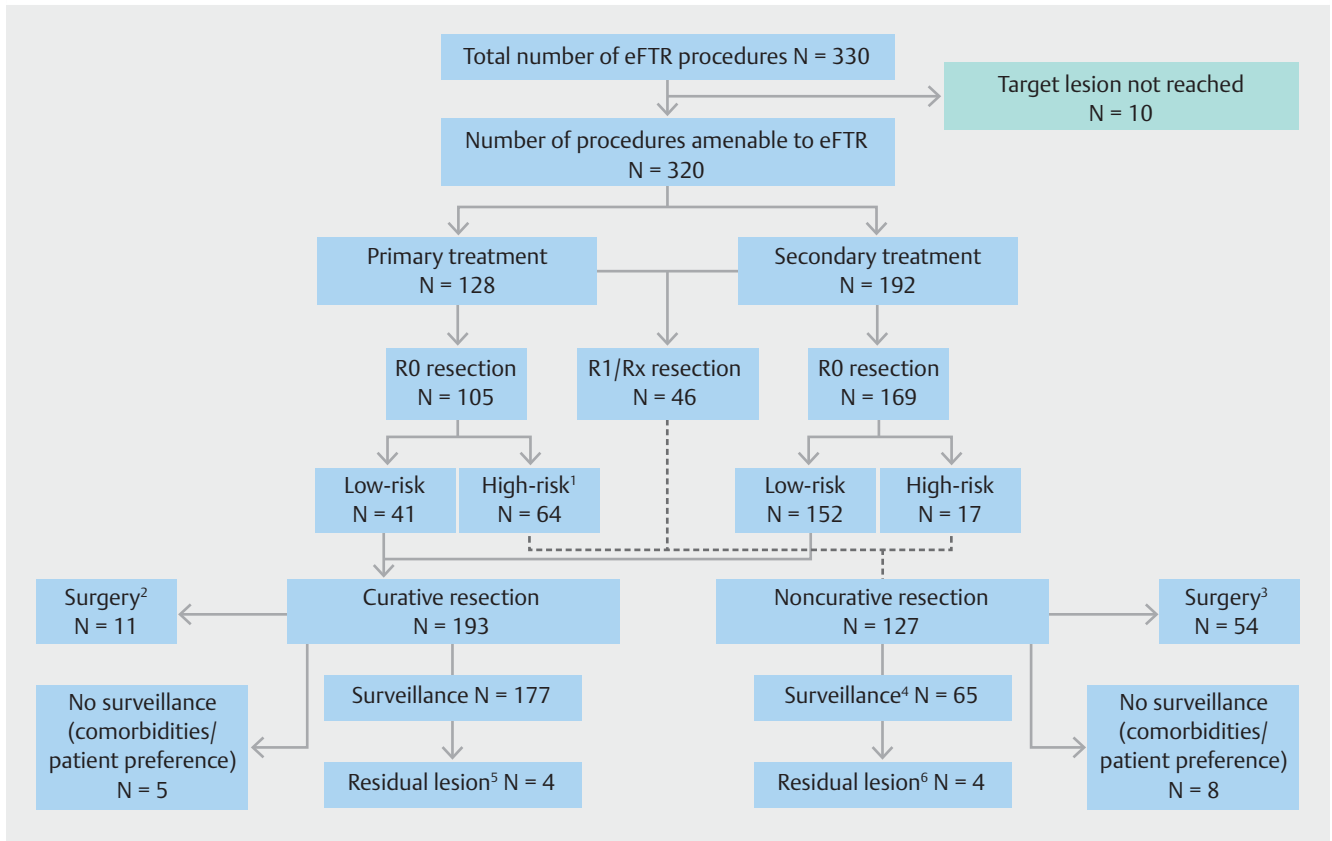 Total number of eFTR procedures N = 330
Target lesion not reached
N = 10
Number of procedures amenable to eFTR
N = 320
Primary treatment
N = 128
Secondary treatment
N = 192
R0 resection
N = 105
R1/Rx resection
N = 46
R0 resection
N = 169
Low-risk
N = 41
High-risk¹
N = 64
Low-risk
N = 152
High-risk
N = 17
Surgery²
N = 11
Curative resection
N = 193
Noncurative resection
N = 127
Surgery³
N = 54
No surveillance
(comorbidities/
patient preference)
N = 5
Surveillance N = 177
Surveillance⁴ N = 65
No surveillance
(comorbidities/
patient preference)
N = 8
Residual lesion⁵ N = 4
Residual lesion⁶ N = 4